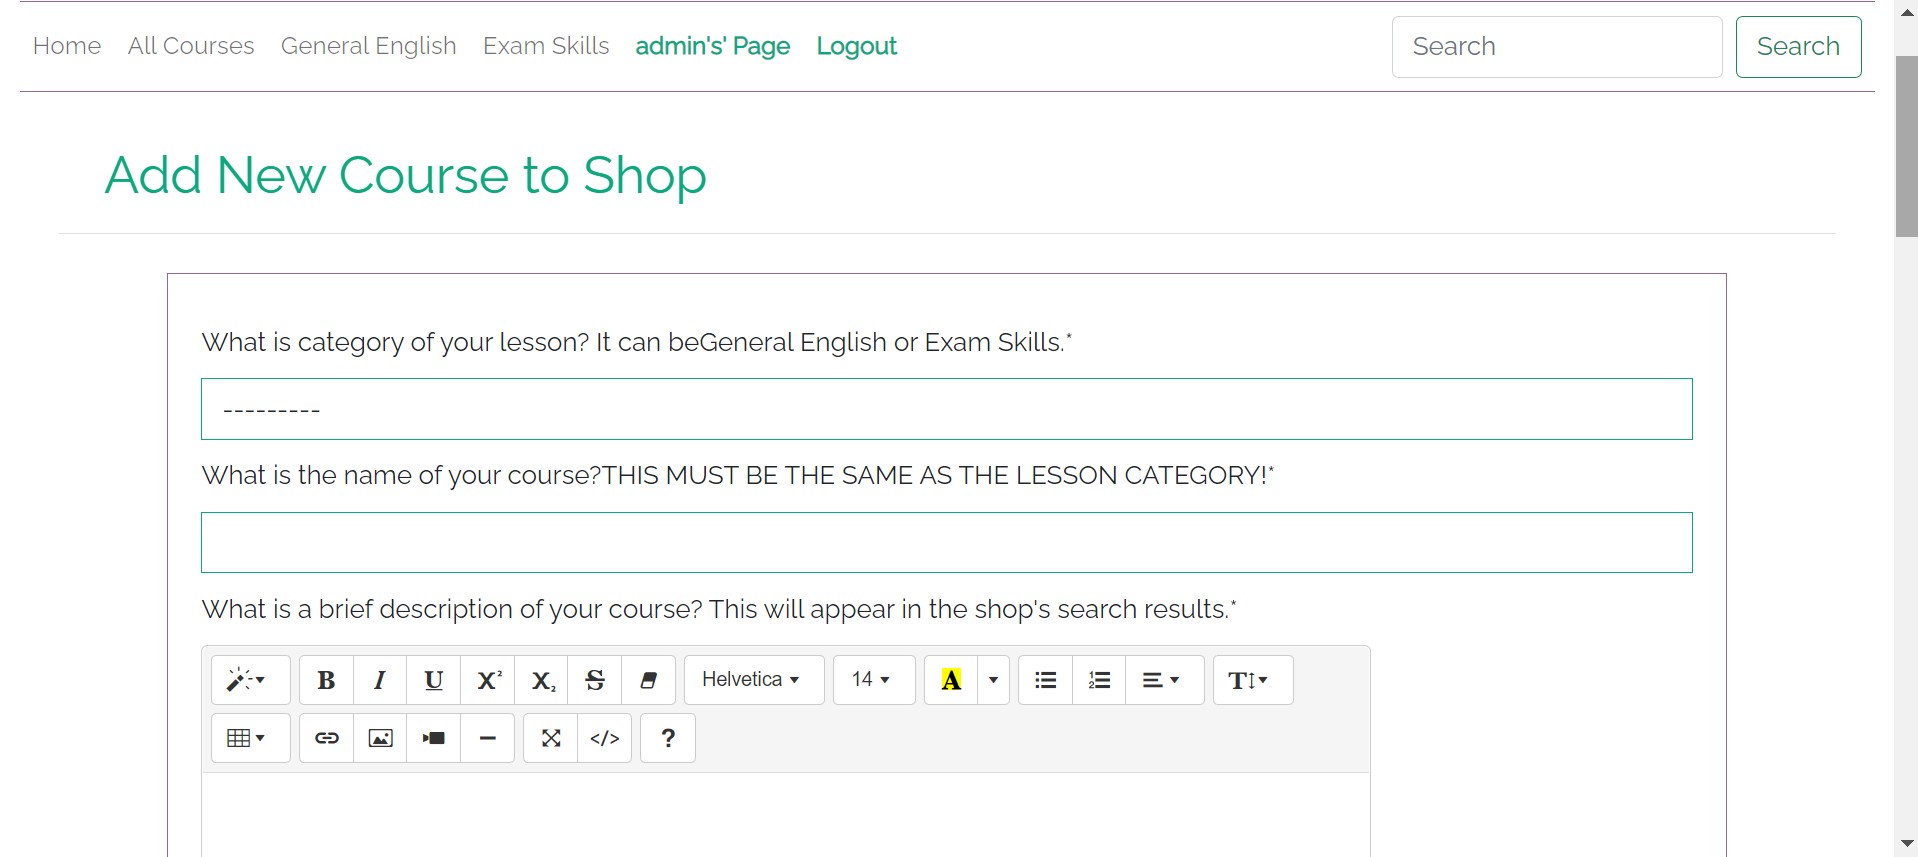 Home All Courses General English Exam Skills admin's' Page Logout Search Search
Add New Course to Shop
What is category of your lesson? It can beGeneral English or Exam Skills.*
---------
What is the name of your course?THIS MUST BE THE SAME AS THE LESSON CATEGORY!*
What is a brief description of your course? This will appear in the shop's search results.*
B I U X² X₂ S Helvetica 14 A T
</> ?